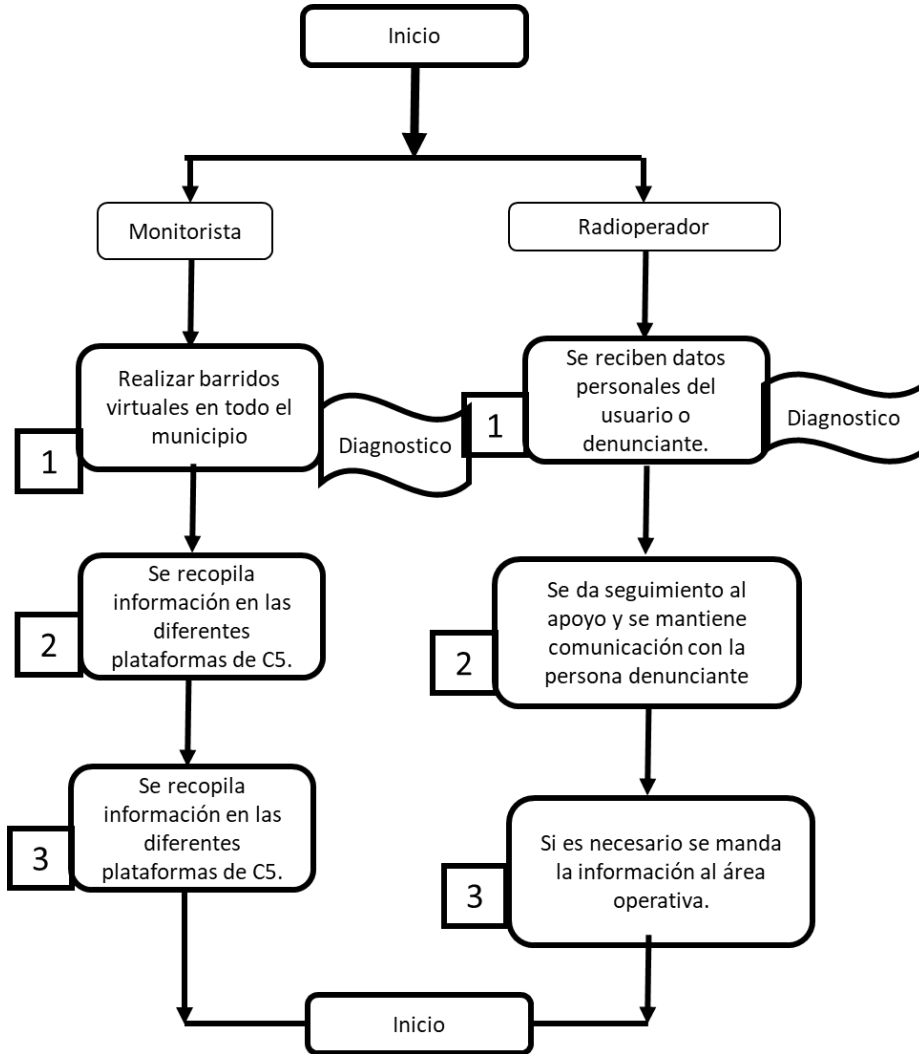 Inicio
Monitorista
Radioperador
Realizar barridos
virtuales en todo el
municipio
1
Diagnostico
Se reciben datos
personales del
usuario o
denunciante.
1
Diagnostico
Se recopila
información en las
diferentes
plataformas de C5.
2
Se da seguimiento al
apoyo y se mantiene
comunicación con la
persona denunciante
2
Se recopila
información en las
diferentes
plataformas de C5.
3
Si es necesario se manda
la información al área
operativa.
3
Inicio